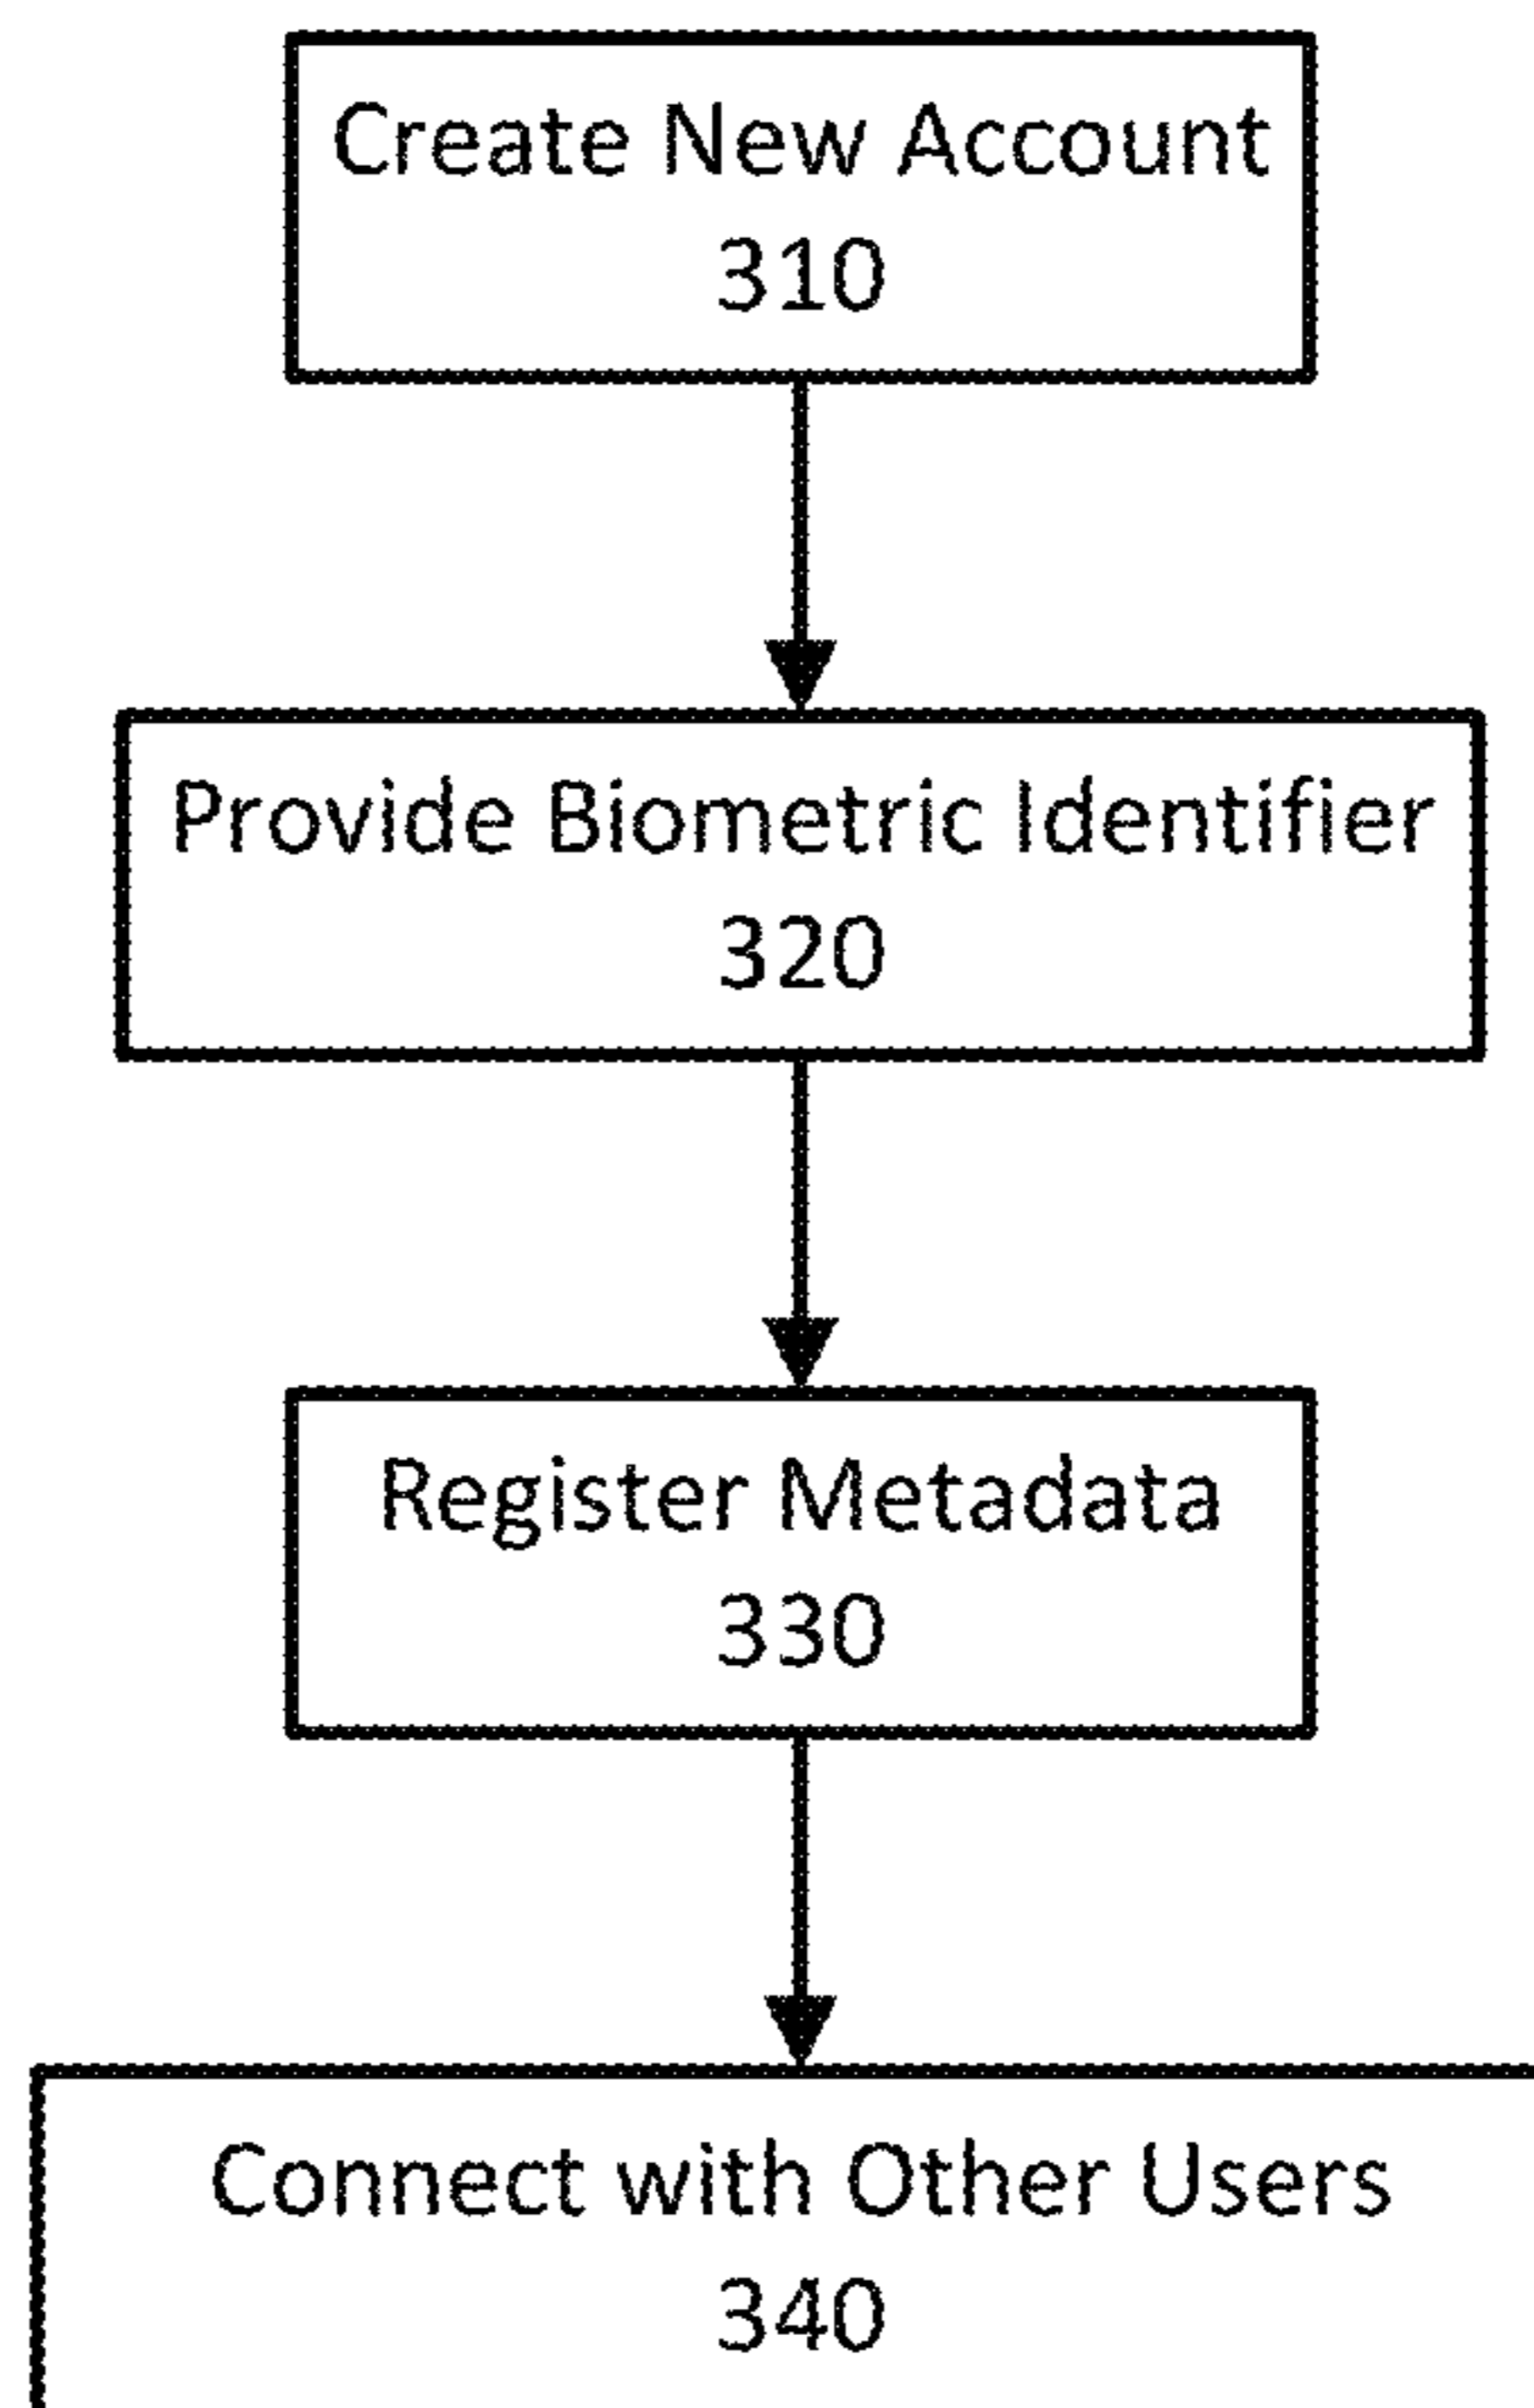 Create New Account
310
Provide Biometric Identifier
320
Register Metadata
330
Connect with Other Users
340